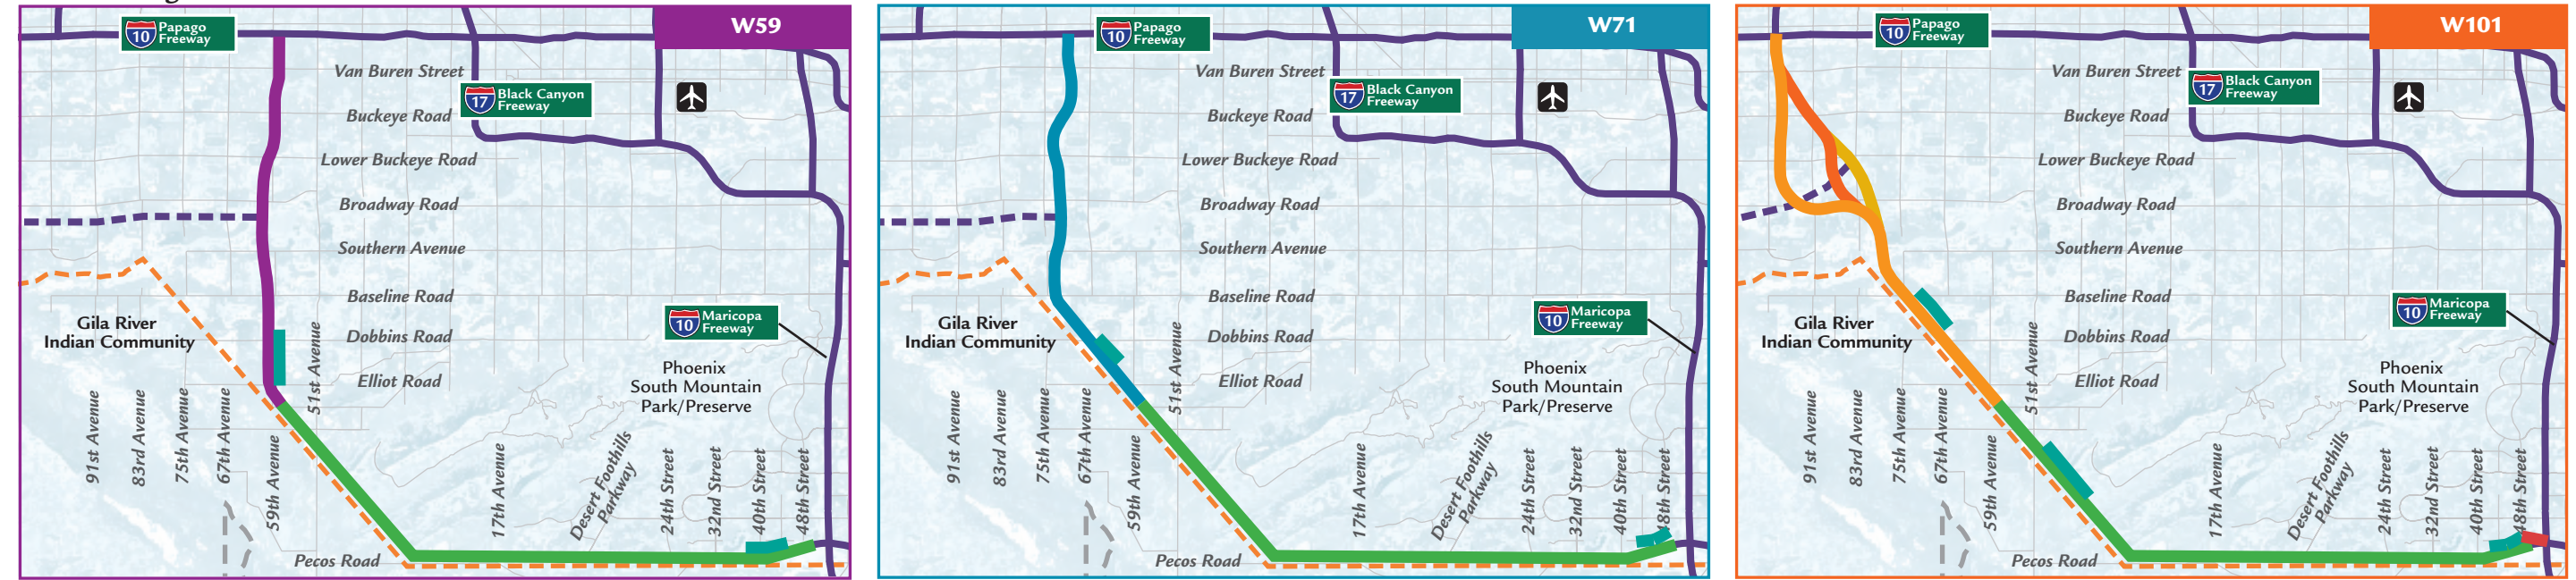 W59
10 Papago
Freeway
Van Buren Street
17 Black Canyon
Freeway
Buckeye Road
Lower Buckeye Road
Broadway Road
Southern Avenue
Baseline Road
10 Maricopa
Freeway
Gila River
Indian Community
Dobbins Road
51st Avenue
Elliot Road
Phoenix
South Mountain
Park/Preserve
91st Avenue
83rd Avenue
75th Avenue
67th Avenue
59th Avenue
17th Avenue
Desert Foothills
Parkway
24th Street
32nd Street
40th Street
48th Street
Pecos Road
W71
10 Papago
Freeway
Van Buren Street
17 Black Canyon
Freeway
Buckeye Road
Lower Buckeye Road
Broadway Road
Southern Avenue
Baseline Road
10 Maricopa
Freeway
Gila River
Indian Community
Dobbins Road
51st Avenue
Elliot Road
Phoenix
South Mountain
Park/Preserve
91st Avenue
83rd Avenue
75th Avenue
67th Avenue
59th Avenue
17th Avenue
Desert Foothills
Parkway
24th Street
32nd Street
40th Street
48th Street
Pecos Road
W101
10 Papago
Freeway
Van Buren Street
17 Black Canyon
Freeway
Buckeye Road
Lower Buckeye Road
Broadway Road
Southern Avenue
Baseline Road
10 Maricopa
Freeway
Gila River
Indian Community
Dobbins Road
51st Avenue
Elliot Road
Phoenix
South Mountain
Park/Preserve
91st Avenue
83rd Avenue
75th Avenue
67th Avenue
59th Avenue
17th Avenue
Desert Foothills
Parkway
24th Street
32nd Street
40th Street
48th Street
Pecos Road